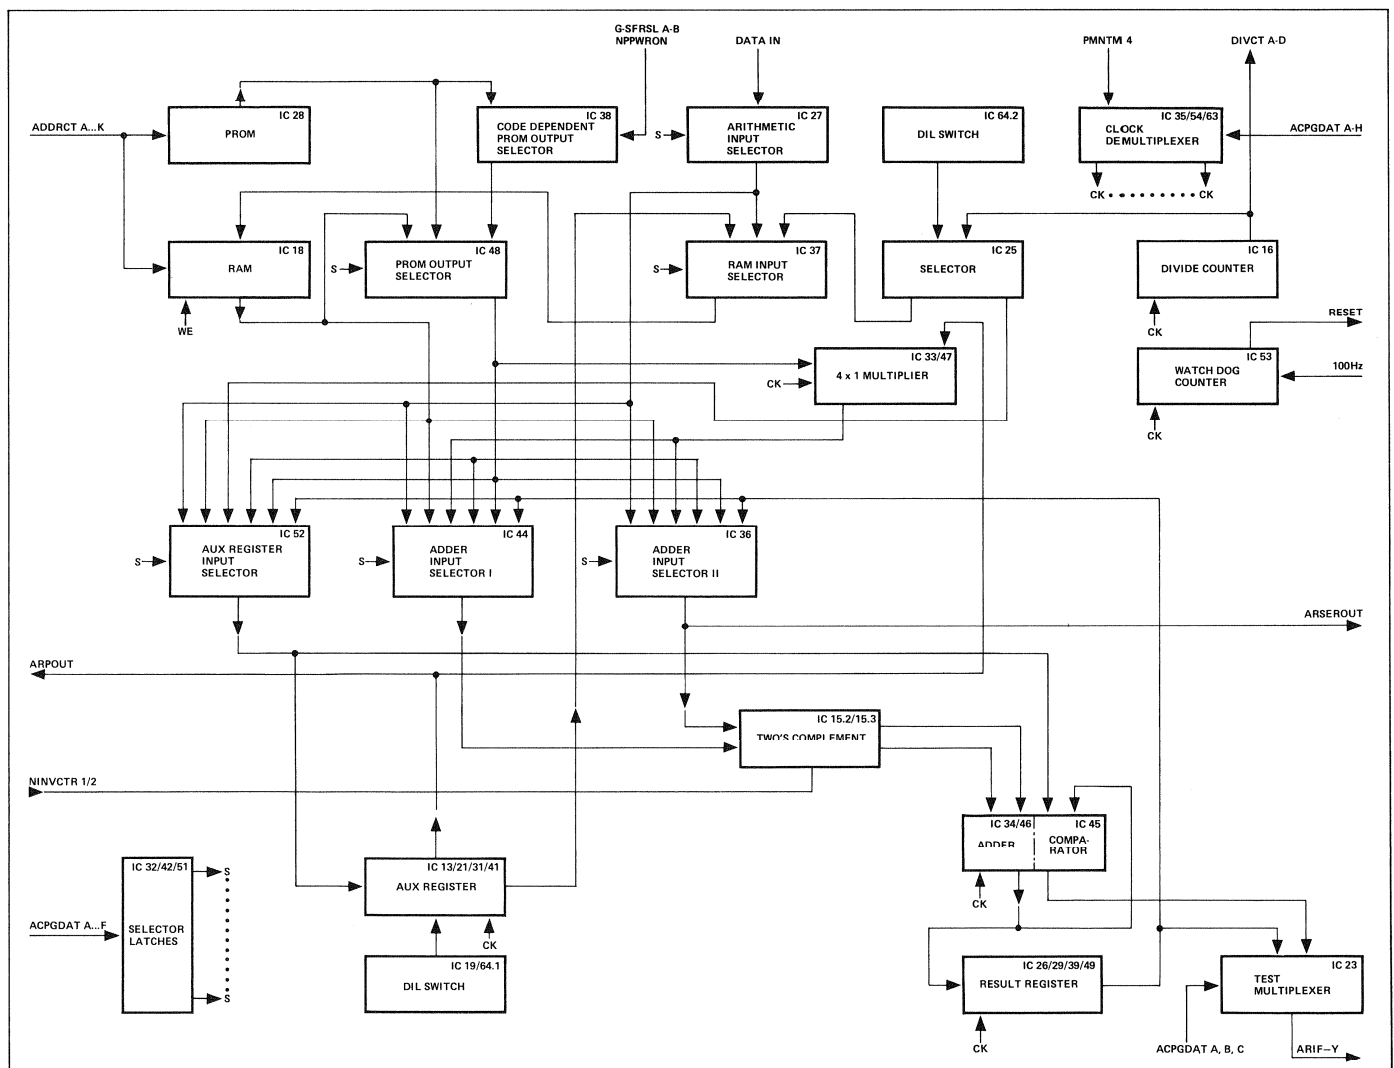 G-SFRSL A-B
NPPWRON
DATA IN
PMNTM 4
DIVCT A-D
ADDRCT A...K
IC 28
PROM
IC 38
CODE DEPENDENT
PROM OUTPUT
SELECTOR
S
IC 27
ARITHMETIC
INPUT
SELECTOR
IC 64.2
DIL SWITCH
IC 35/54/63
CLOCK
DEMULTIPLEXER
ACPGDAT A-H
CK
CK
IC 18
RAM
WE
S
IC 48
PROM OUTPUT
SELECTOR
S
IC 37
RAM INPUT
SELECTOR
IC 25
SELECTOR
IC 16
DIVIDE COUNTER
CK
RESET
IC 33/47
4 x 1 MULTIPLIER
CK
IC 53
WATCH DOG
COUNTER
100Hz
CK
S
IC 52
AUX REGISTER
INPUT
SELECTOR
S
IC 44
ADDER
INPUT
SELECTOR I
S
IC 36
ADDER
INPUT
SELECTOR II
ARSEROUT
ARPOUT
IC 15.2/15.3
TWO'S COMPLEMENT
NINVCTR 1/2
IC 34/46
ADDER
IC 45
COMPA-
RATOR
CK
IC 32/42/51
SELECTOR
LATCHES
S
S
ACPGDAT A...F
IC 13/21/31/41
AUX REGISTER
CK
IC 19/64.1
DIL SWITCH
IC 26/29/39/49
RESULT REGISTER
CK
IC 23
TEST
MULTIPLEXER
ACPGDAT A, B, C
ARIF–Y